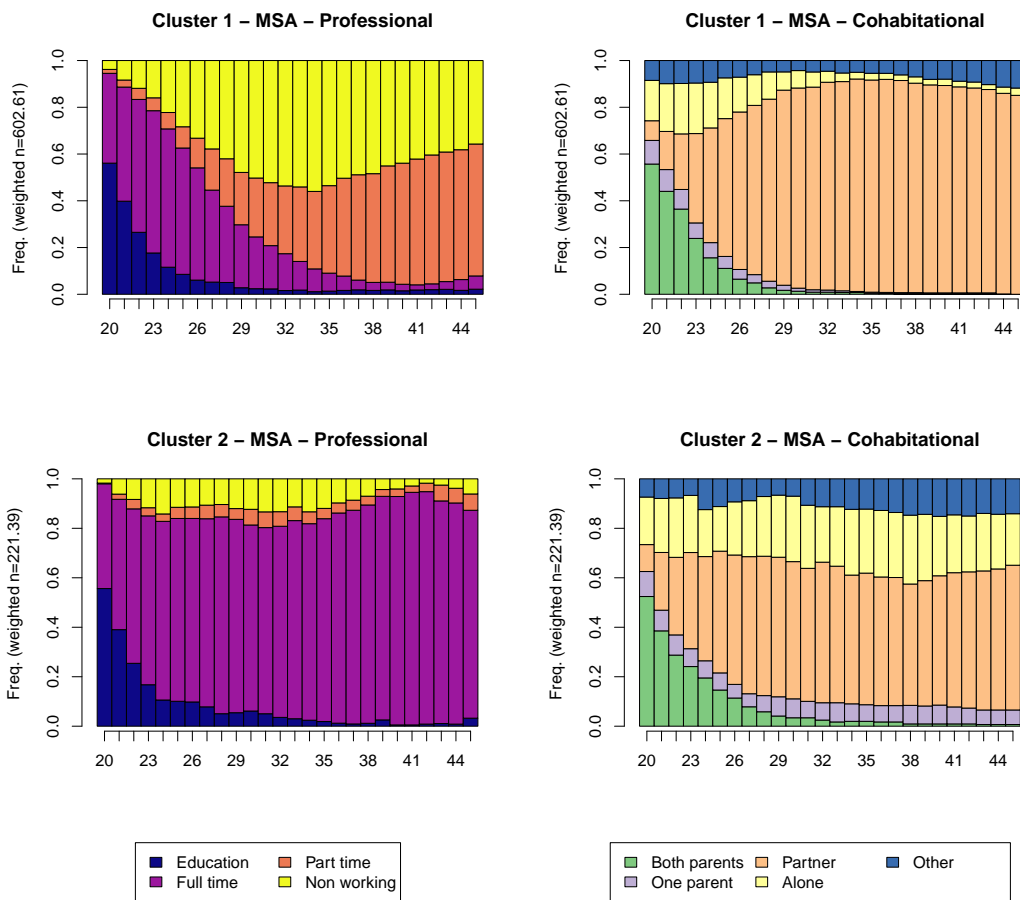 Cluster 1 – MSA – Professional
Freq. (weighted n=602.61)
0.0 0.2 0.4 0.6 0.8 1.0
20 23 26 29 32 35 38 41 44
Cluster 1 – MSA – Cohabitational
Freq. (weighted n=602.61)
0.0 0.2 0.4 0.6 0.8 1.0
20 23 26 29 32 35 38 41 44
Cluster 2 – MSA – Professional
Freq. (weighted n=221.39)
0.0 0.2 0.4 0.6 0.8 1.0
20 23 26 29 32 35 38 41 44
Cluster 2 – MSA – Cohabitational
Freq. (weighted n=221.39)
0.0 0.2 0.4 0.6 0.8 1.0
20 23 26 29 32 35 38 41 44
Education Part time
Full time Non working
Both parents Partner Other
One parent Alone